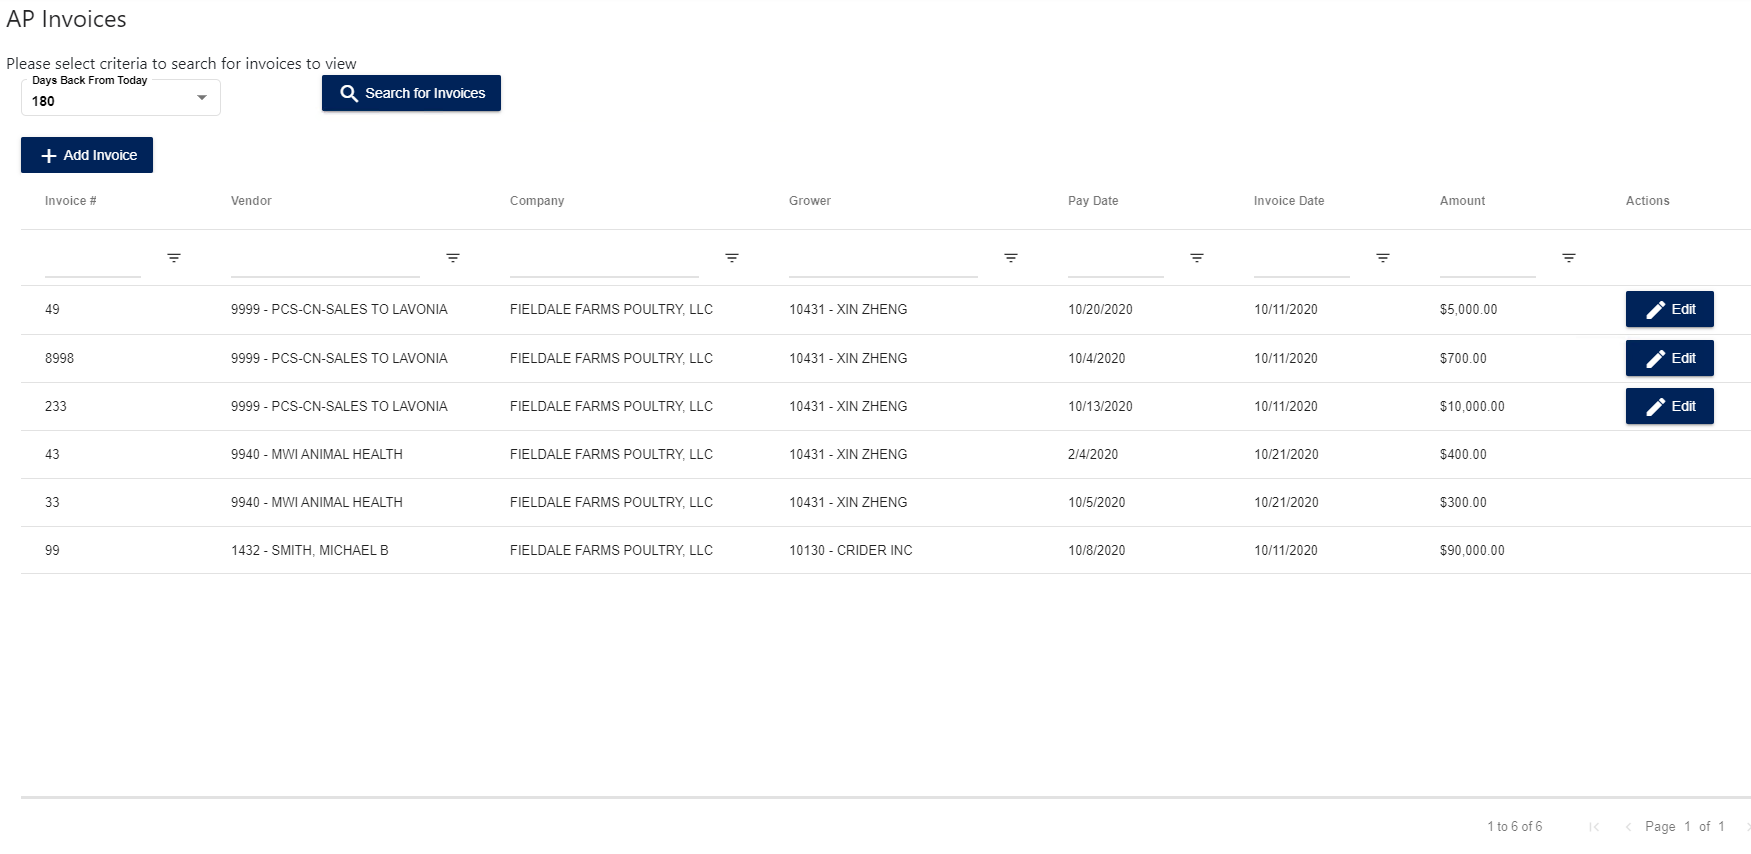 AP Invoices
Please select criteria to search for invoices to view
Days Back From Today
180
Search for Invoices
Add Invoice
Invoice # Vendor Company Grower Pay Date Invoice Date Amount Actions
49 9999 - PCS-CN-SALES TO LAVONIA FIELDALE FARMS POULTRY, LLC 10431 - XIN ZHENG 10/20/2020 10/11/2020 $5,000.00 Edit
8998 9999 - PCS-CN-SALES TO LAVONIA FIELDALE FARMS POULTRY, LLC 10431 - XIN ZHENG 10/4/2020 10/11/2020 $700.00 Edit
233 9999 - PCS-CN-SALES TO LAVONIA FIELDALE FARMS POULTRY, LLC 10431 - XIN ZHENG 10/13/2020 10/11/2020 $10,000.00 Edit
43 9940 - MWI ANIMAL HEALTH FIELDALE FARMS POULTRY, LLC 10431 - XIN ZHENG 2/4/2020 10/21/2020 $400.00
33 9940 - MWI ANIMAL HEALTH FIELDALE FARMS POULTRY, LLC 10431 - XIN ZHENG 10/5/2020 10/21/2020 $300.00
99 1432 - SMITH, MICHAEL B FIELDALE FARMS POULTRY, LLC 10130 - CRIDER INC 10/8/2020 10/11/2020 $90,000.00
1 to 6 of 6 Page 1 of 1